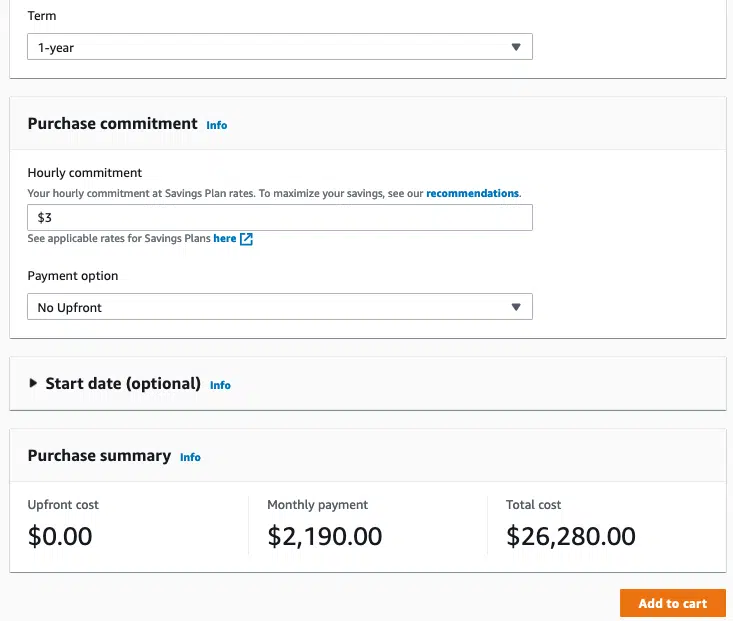 Term
1-year
Purchase commitment Info
Hourly commitment
Your hourly commitment at Savings Plan rates. To maximize your savings, see our recommendations.
$3
See applicable rates for Savings Plans here
Payment option
No Upfront
Start date (optional) Info
Purchase summary Info
Upfront cost Monthly payment Total cost
$0.00 $2,190.00 $26,280.00
Add to cart